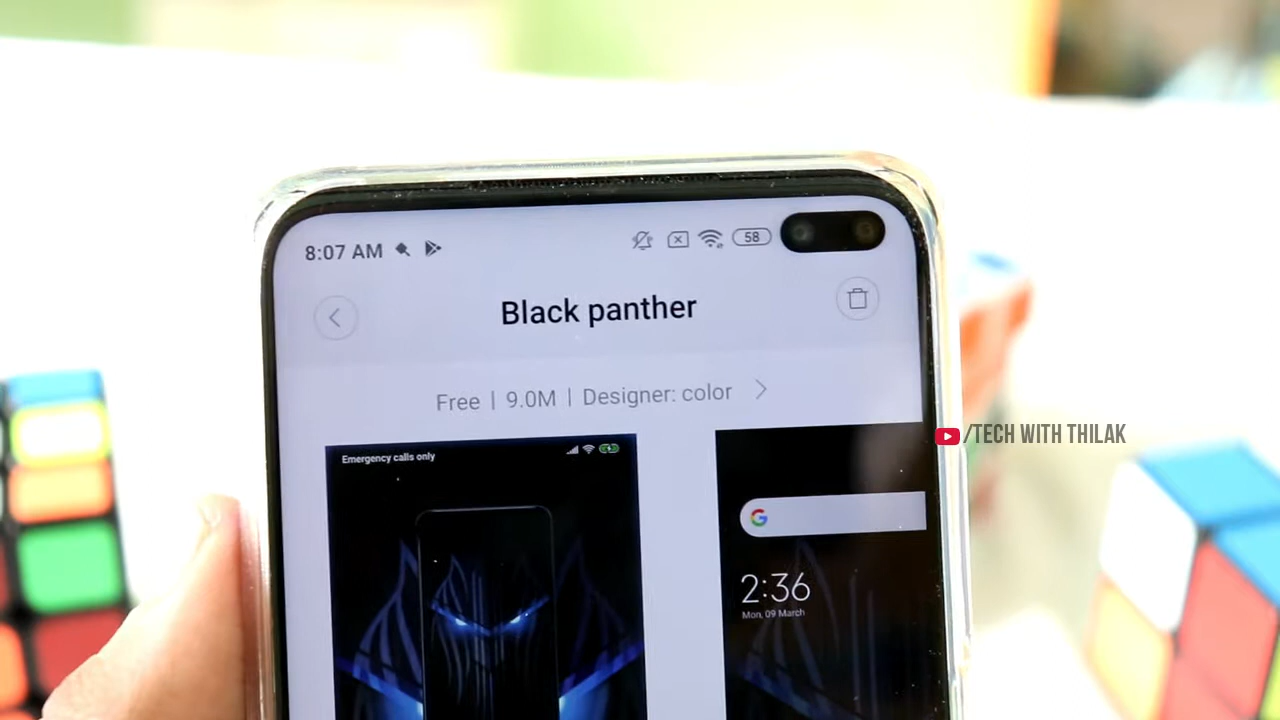 8:07 AM
58
Black panther
Free | 9.0M | Designer: color
Emergency calls only
G
2:36
Mon, 09 March
/TECH WITH THILAK